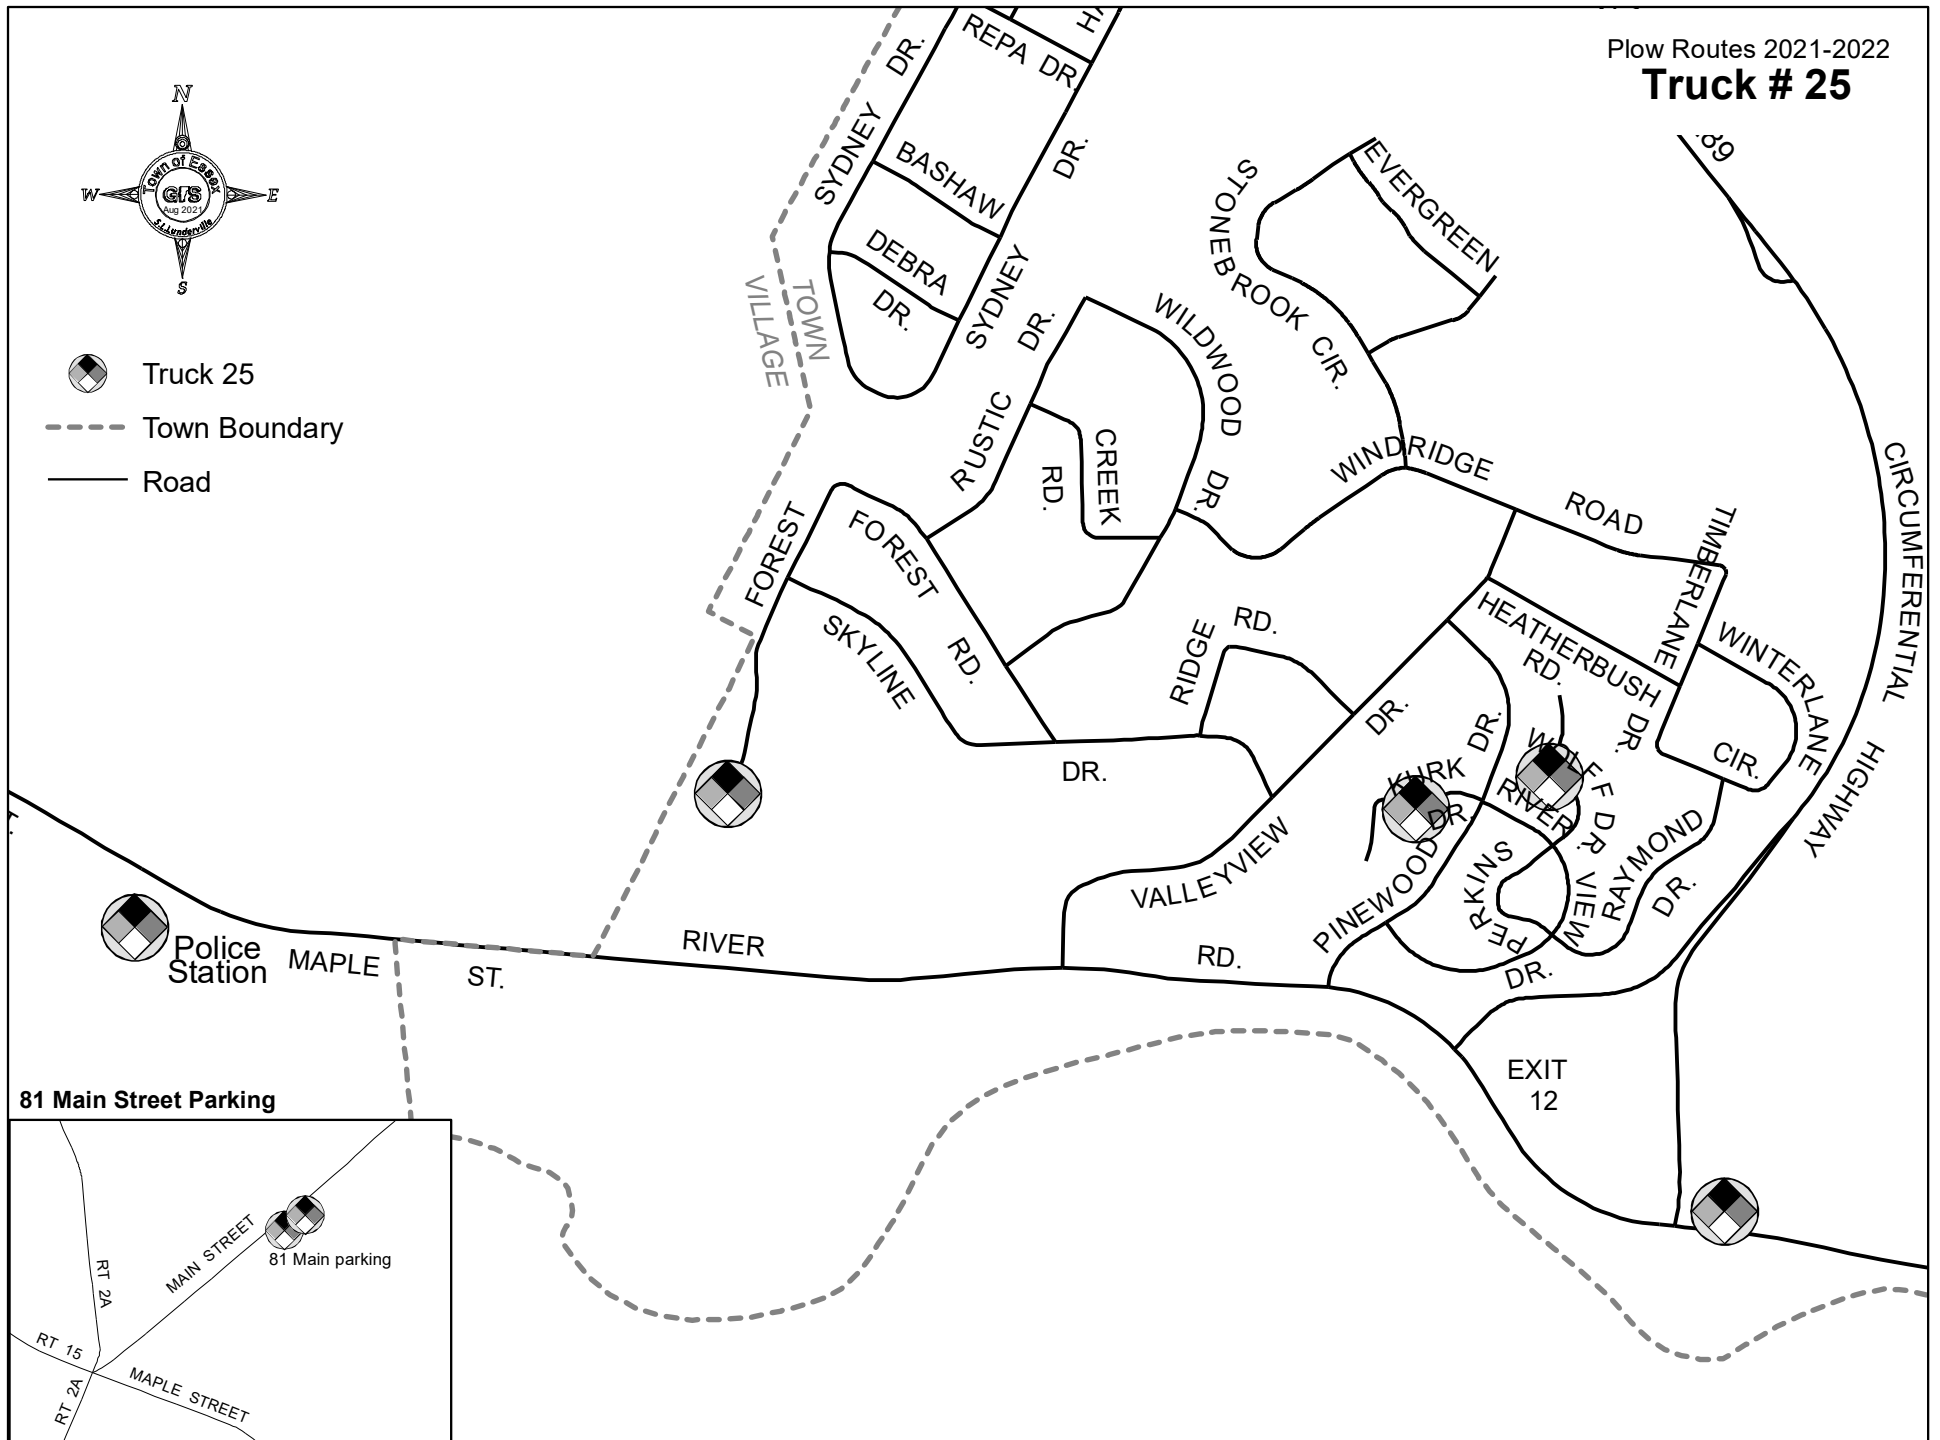 Plow Routes 2021-2022
Truck # 25
N
W
E
S
Town of Essex
GIS
Aug 2021
S.L.Lunderville
Truck 25
Town Boundary
Road
REPA DR.
SYDNEY DR.
BASHAW
DEBRA
DR.
SYDNEY DR.
TOWN
VILLAGE
STONEBROOK CIR.
EVERGREEN
89
WILDWOOD DR.
RUSTIC DR.
CREEK
RD.
WINDRIDGE ROAD
FOREST
FOREST RD.
SKYLINE DR.
RIDGE RD.
HEATHERBUSH
RD.
TIMBERLANE DR.
WINTERLANE
CIR.
CIRCUMFERENTIAL HIGHWAY
VALLEYVIEW DR.
PINEWOOD DR.
KURK
DR.
WOLFF DR.
RIVER VIEW DR.
PERKINS
RAYMOND
DR.
Police
Station
MAPLE ST.
RIVER RD.
EXIT
12
81 Main Street Parking
MAIN STREET
81 Main parking
RT 2A
RT 15
RT 2A
MAPLE STREET